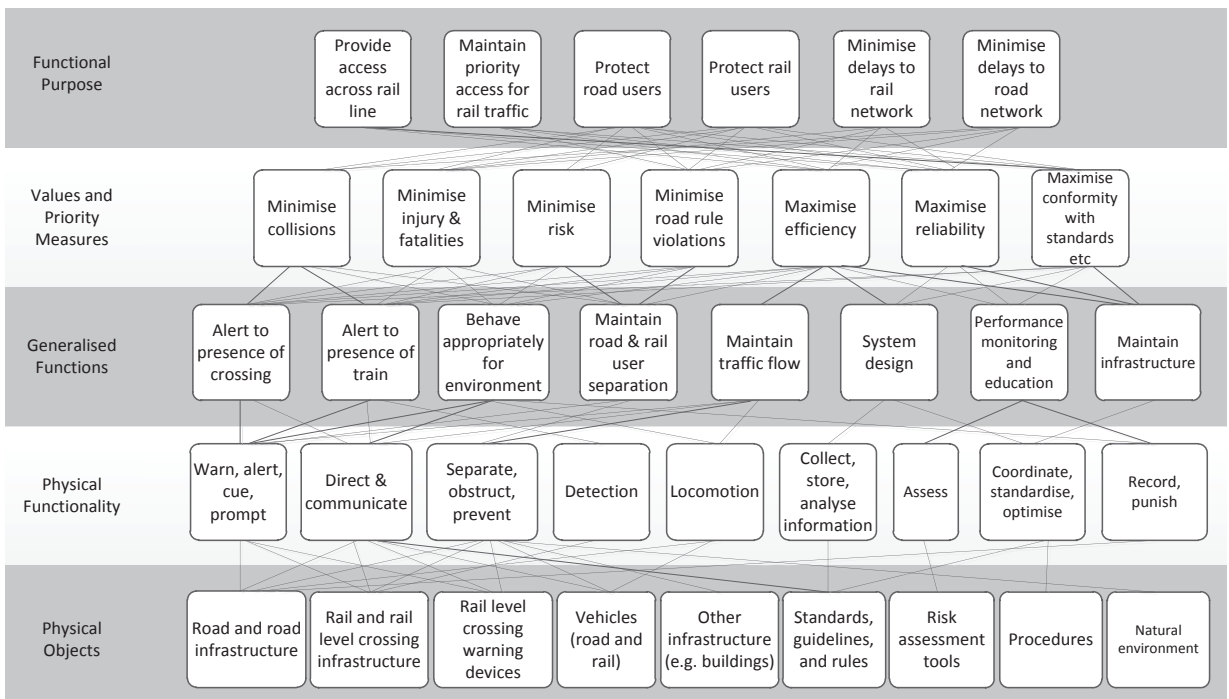 Functional
Purpose
Provide
access
across rail
line
Maintain
priority
access for
rail traffic
Protect
road users
Protect rail
users
Minimise
delays to
rail
network
Minimise
delays to
road
network
Values and
Priority
Measures
Minimise
collisions
Minimise
injury &
fatalities
Minimise
risk
Minimise
road rule
violations
Maximise
efficiency
Maximise
reliability
Maximise
conformity
with
standards
etc
Generalised
Functions
Alert to
presence of
crossing
Alert to
presence of
train
Behave
appropriately
for
environment
Maintain
road & rail
user
separation
Maintain
traffic flow
System
design
Performance
monitoring
and
education
Maintain
infrastructure
Physical
Functionality
Warn, alert,
cue,
prompt
Direct &
communicate
Separate,
obstruct,
prevent
Detection
Locomotion
Collect,
store,
analyse
information
Assess
Coordinate,
standardise,
optimise
Record,
punish
Physical
Objects
Road and road
infrastructure
Rail and rail
level crossing
infrastructure
Rail level
crossing
warning
devices
Vehicles
(road and
rail)
Other
infrastructure
(e.g. buildings)
Standards,
guidelines,
and rules
Risk
assessment
tools
Procedures
Natural
environment